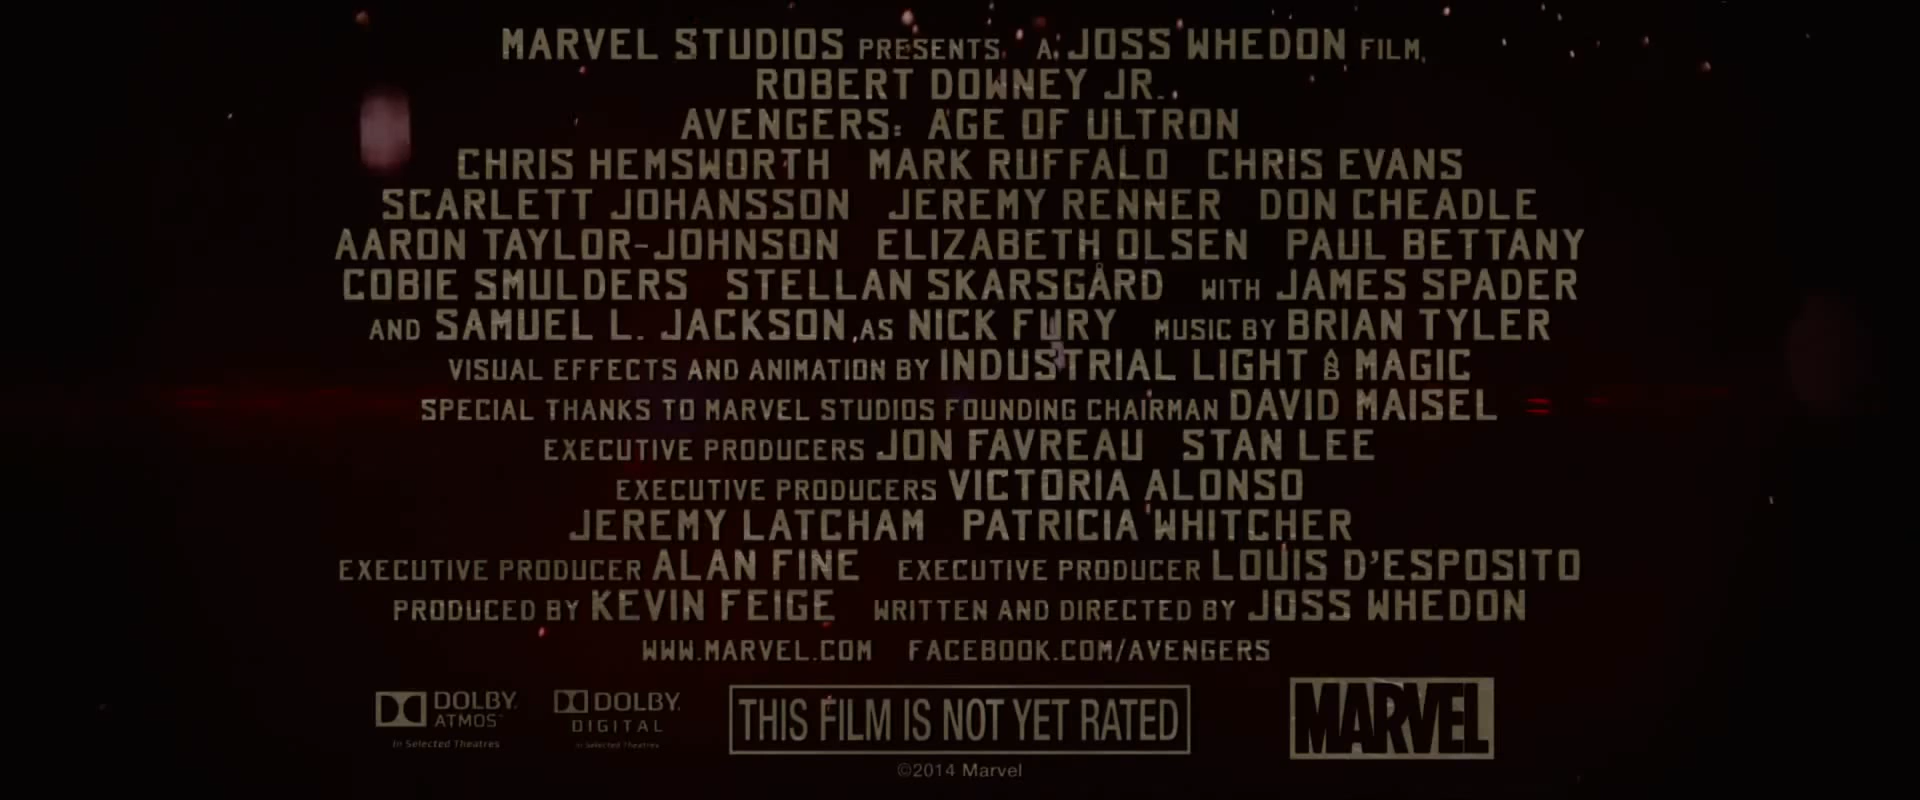 MARVEL STUDIOS PRESENTS A JOSS WHEDON FILM
ROBERT DOWNEY JR.
AVENGERS: AGE OF ULTRON
CHRIS HEMSWORTH MARK RUFFALO CHRIS EVANS
SCARLETT JOHANSSON JEREMY RENNER DON CHEADLE
AARON TAYLOR-JOHNSON ELIZABETH OLSEN PAUL BETTANY
COBIE SMULDERS STELLAN SKARSGÅRD WITH JAMES SPADER
AND SAMUEL L. JACKSON AS NICK FURY MUSIC BY BRIAN TYLER
VISUAL EFFECTS AND ANIMATION BY INDUSTRIAL LIGHT & MAGIC
SPECIAL THANKS TO MARVEL STUDIOS FOUNDING CHAIRMAN DAVID MAISEL
EXECUTIVE PRODUCERS JON FAVREAU STAN LEE
EXECUTIVE PRODUCERS VICTORIA ALONSO
JEREMY LATCHAM PATRICIA WHITCHER
EXECUTIVE PRODUCER ALAN FINE EXECUTIVE PRODUCER LOUIS D'ESPOSITO
PRODUCED BY KEVIN FEIGE WRITTEN AND DIRECTED BY JOSS WHEDON
WWW.MARVEL.COM FACEBOOK.COM/AVENGERS
DOLBY ATMOS In Selected Theatres
DOLBY DIGITAL In Selected Theatres
THIS FILM IS NOT YET RATED
MARVEL
©2014 Marvel